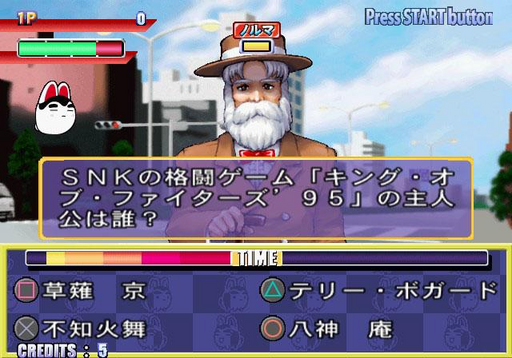 1P 0 Press START button
ノルマ
SNKの格闘ゲーム「キング・オ
ブ・ファイターズ’95」の主人
公は誰？
TIME
草薙 京 テリー・ボガード
不知火舞 八神 庵
CREDITS : 5